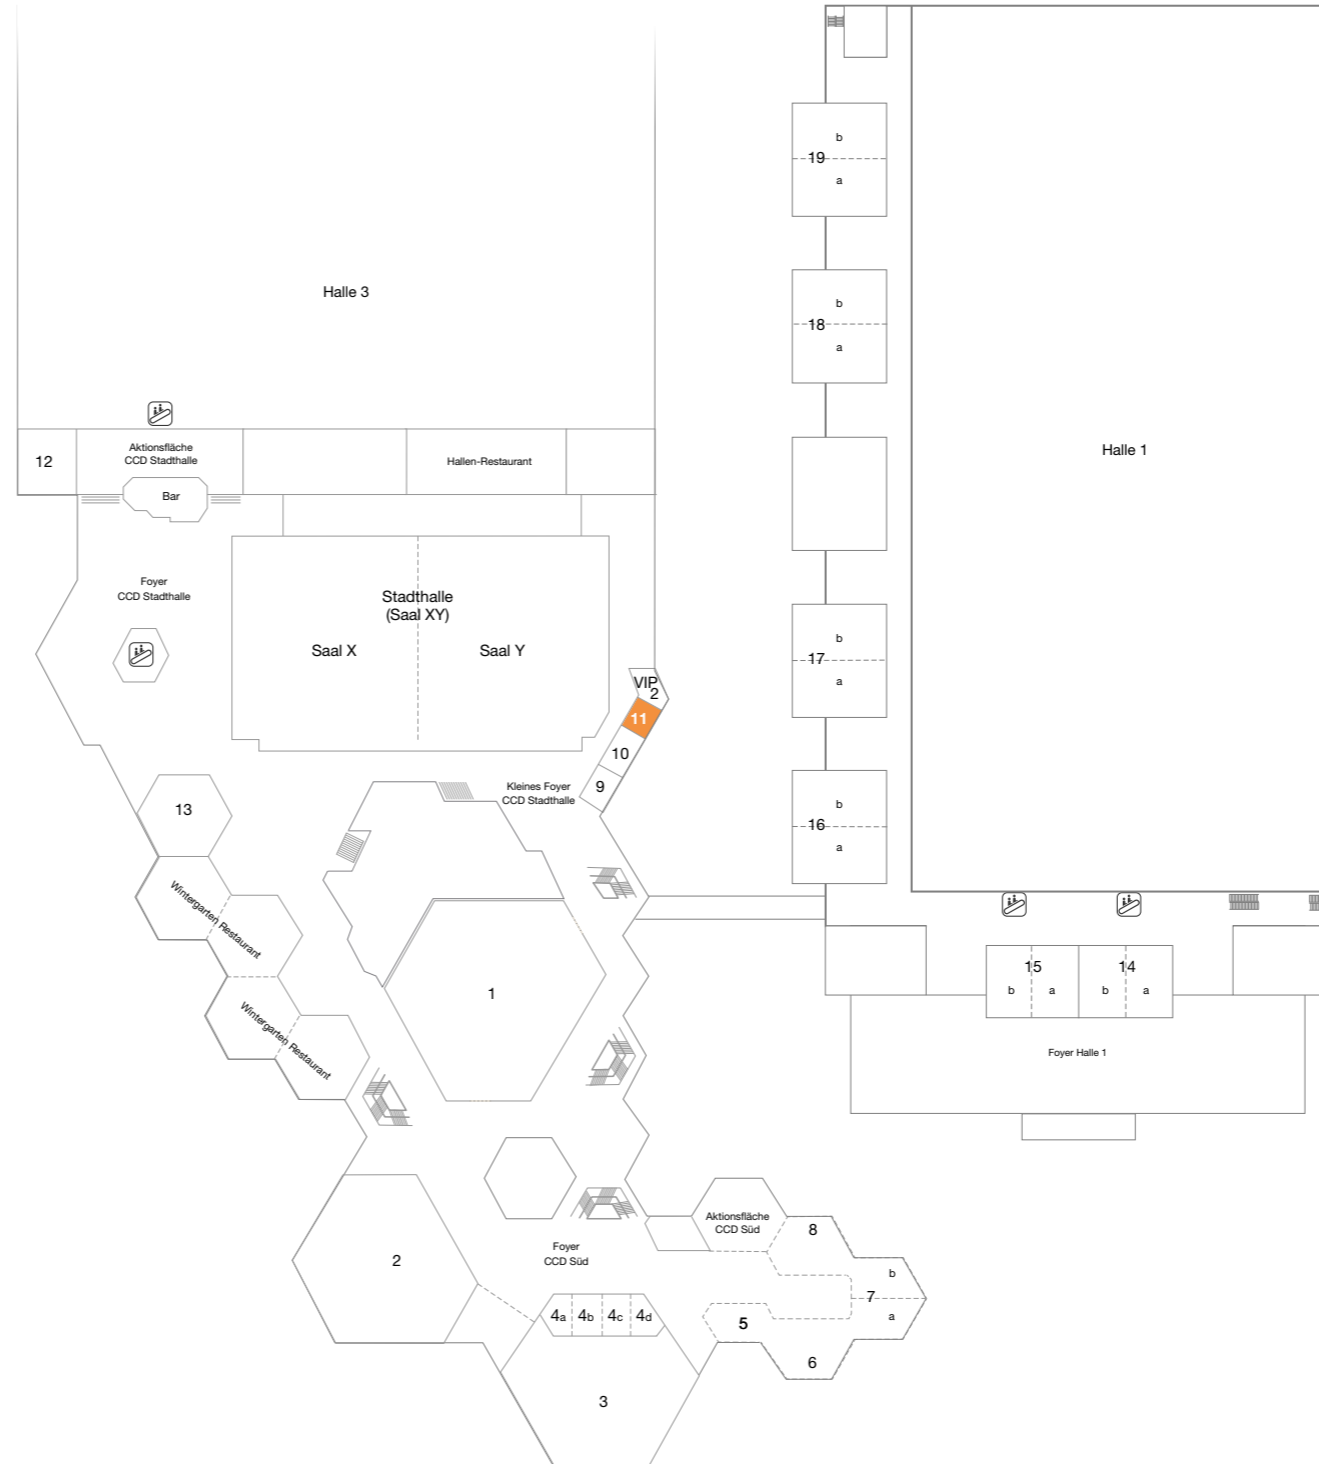 b
19
a
Halle 3
b
18
a
Halle 1
12
Aktionsfläche
CCD Stadthalle
Hallen-Restaurant
Bar
Foyer
CCD Stadthalle
Stadthalle
(Saal XY)
Saal X
Saal Y
b
17
a
VIP
2
11
10
9
Kleines Foyer
CCD Stadthalle
b
16
a
13
Wintergarten Restaurant
Wintergarten Restaurant
1
15
b a
14
b a
Foyer Halle 1
2
Foyer
CCD Süd
Aktionsfläche
CCD Süd
8
b
7
a
4a 4b 4c 4d
5
6
3